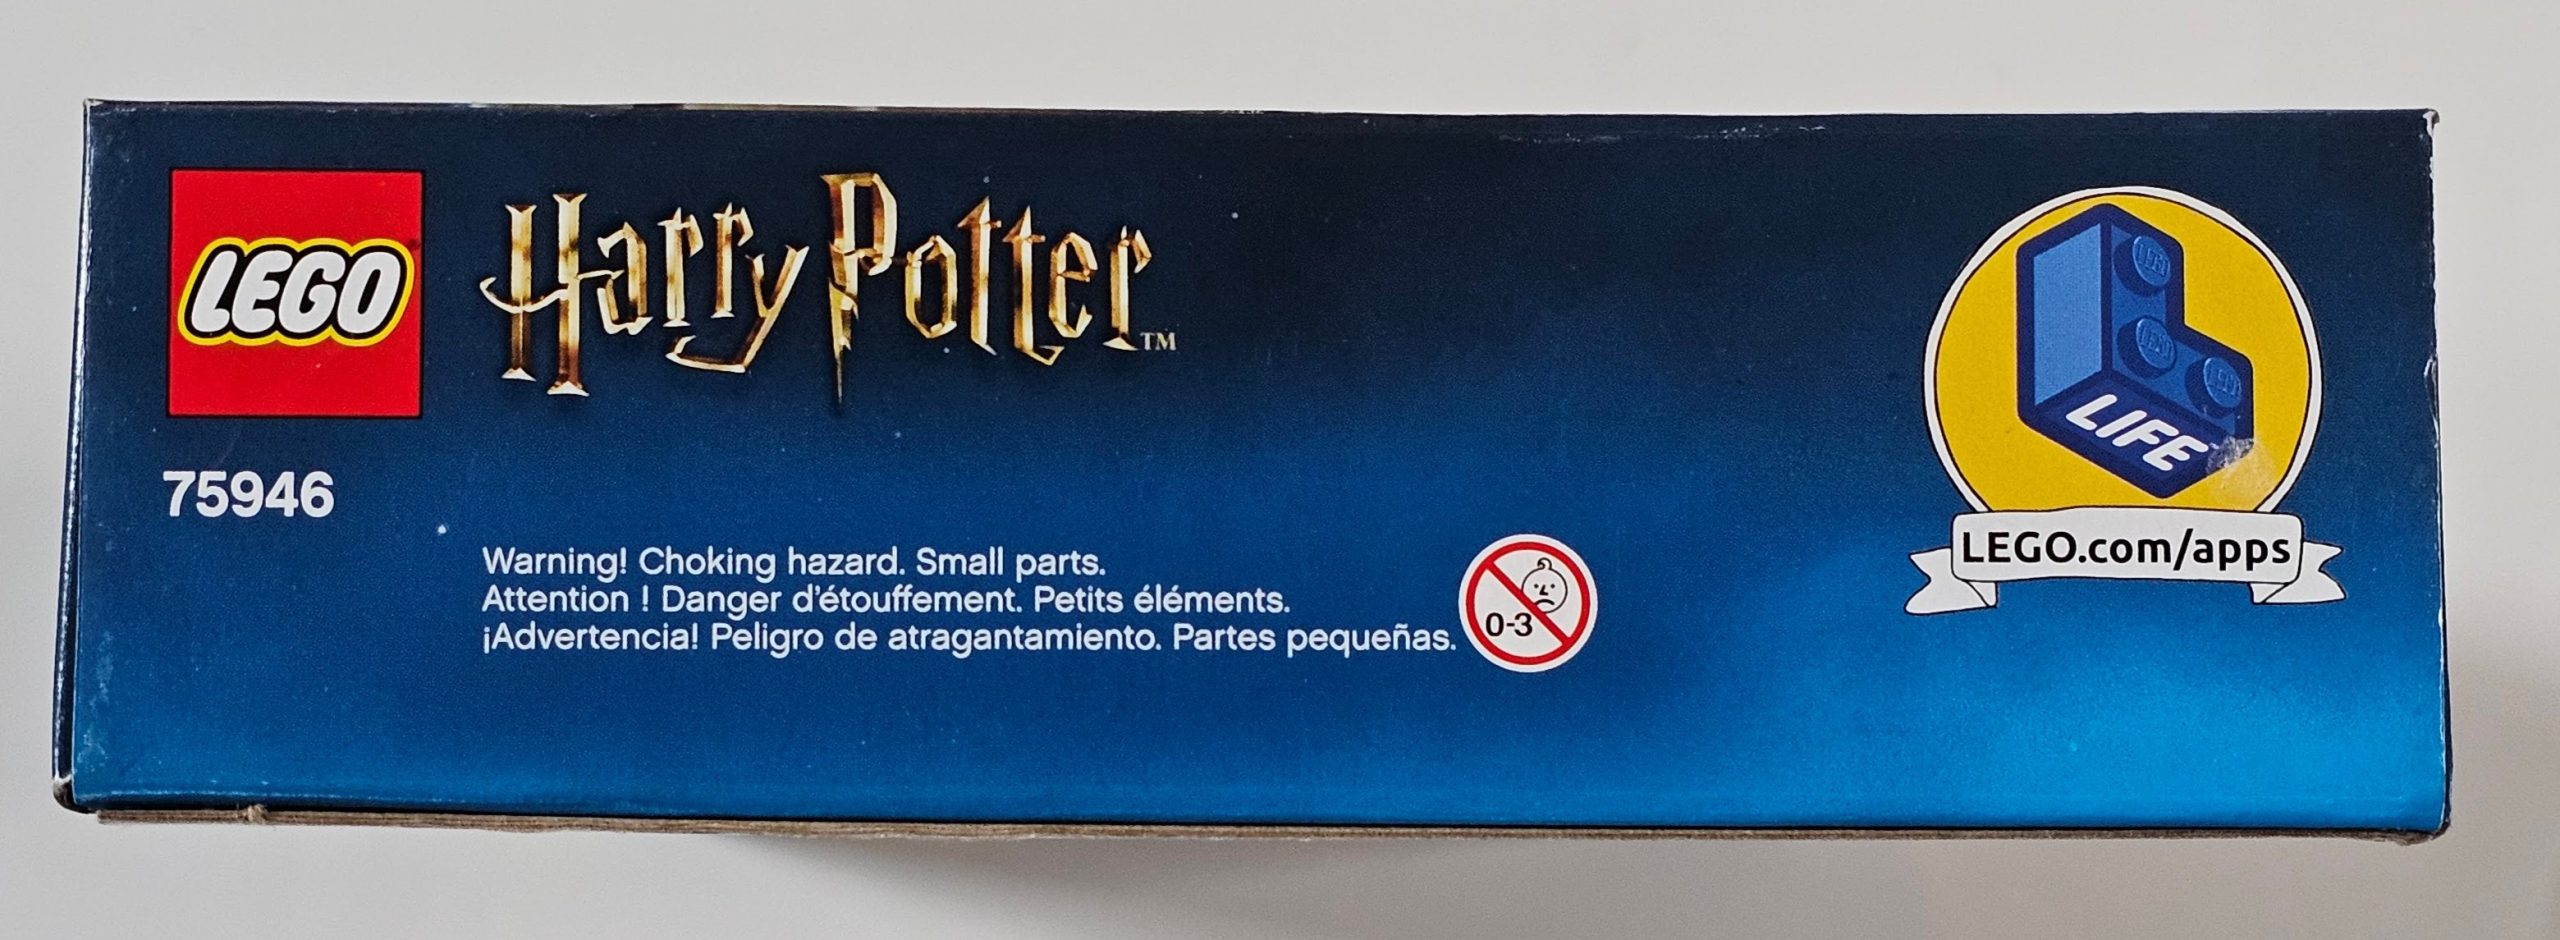 LEGO
Harry Potter™
75946
Warning! Choking hazard. Small parts.
Attention ! Danger d'étouffement. Petits éléments.
¡Advertencia! Peligro de atragantamiento. Partes pequeñas.
0-3
LIFE
LEGO.com/apps